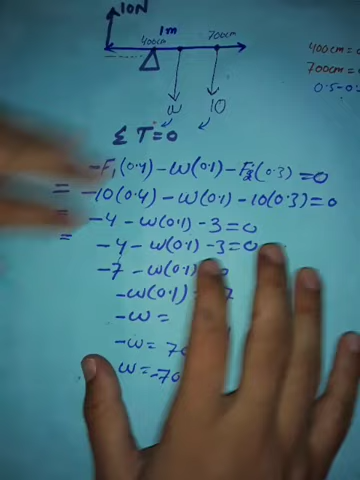 10N
1m
400cm 700cm
400cm =
700cm =
0.5-0.
W 10
Σ T = 0
-F₁(0.4) - W(0.1) - F₂(0.3) = 0
= -10(0.4) - W(0.1) - 10(0.3) = 0
= -4 - W(0.1) - 3 = 0
= -4 - W(0.1) - 3 = 0
-7 - W(0.1)
-W(0.1) 7
-W =
-W = 70
W = -70